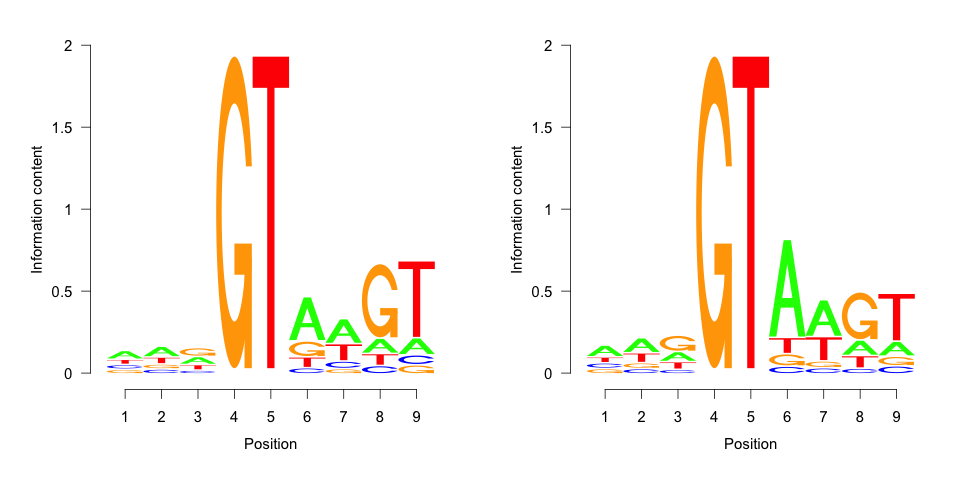 2
1.5
1
0.5
0
Information content
A A G G T A A G T
T T A G T A T
C G T T C T C
G C C C G C G
1 2 3 4 5 6 7 8 9
Position
2
1.5
1
0.5
0
Information content
A A G G T A A G T
T T A T T A A
C G T G G T G
G C C C C C C
1 2 3 4 5 6 7 8 9
Position